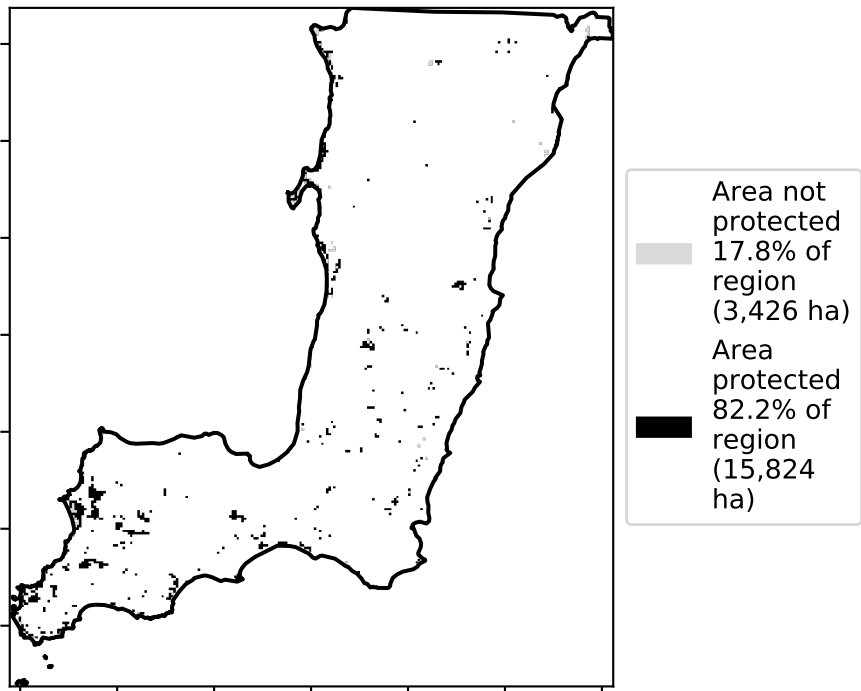 Area not
protected
17.8% of
region
(3,426 ha)
Area
protected
82.2% of
region
(15,824
ha)